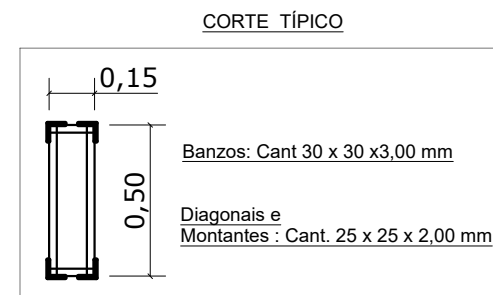 CORTE TÍPICO
0,15
0,50
Banzos: Cant 30 x 30 x3,00 mm
Diagonais e
Montantes : Cant. 25 x 25 x 2,00 mm